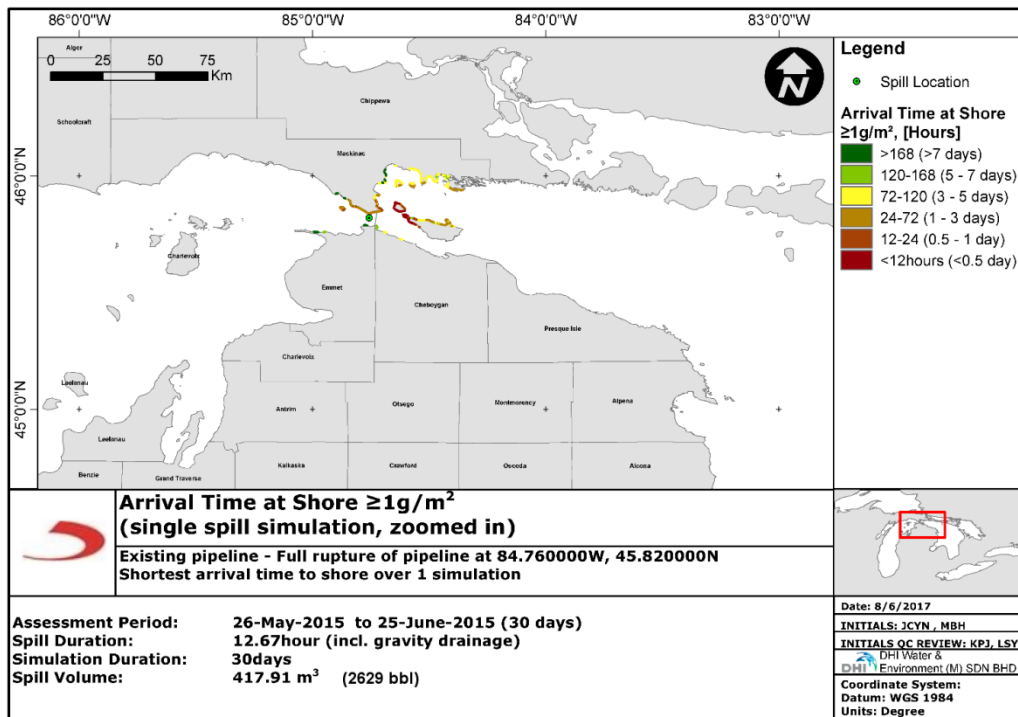 86°0'0"W 85°0'0"W 84°0'0"W 83°0'0"W
46°0'0"N
45°0'0"N
0 25 50 75
Km
N
Alger
Schoolcraft
Chippewa
Mackinac
Charlevoix
Emmet
Cheboygan
Presque Isle
Charlevoix
Leelanau
Antrim
Otsego
Montmorency
Alpena
Leelanau
Benzie
Grand Traverse
Kalkaska
Crawford
Oscoda
Alcona
Legend
Spill Location
Arrival Time at Shore
≥1g/m², [Hours]
>168 (>7 days)
120-168 (5 - 7 days)
72-120 (3 - 5 days)
24-72 (1 - 3 days)
12-24 (0.5 - 1 day)
<12hours (<0.5 day)
Arrival Time at Shore ≥1g/m²
(single spill simulation, zoomed in)
Existing pipeline - Full rupture of pipeline at 84.760000W, 45.820000N
Shortest arrival time to shore over 1 simulation
Assessment Period: 26-May-2015 to 25-June-2015 (30 days)
Spill Duration: 12.67hour (incl. gravity drainage)
Simulation Duration: 30days
Spill Volume: 417.91 m³ (2629 bbl)
Date: 8/6/2017
INITIALS: JCYN , MBH
INITIALS QC REVIEW: KPJ, LSY
DHI
DHI Water &
Environment (M) SDN BHD
Coordinate System:
Datum: WGS 1984
Units: Degree